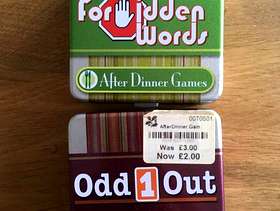 Forbidden
Words
After Dinner Games
0070501
AfterDinner Gam
Was £3.00
Now £2.00
Odd 1 Out